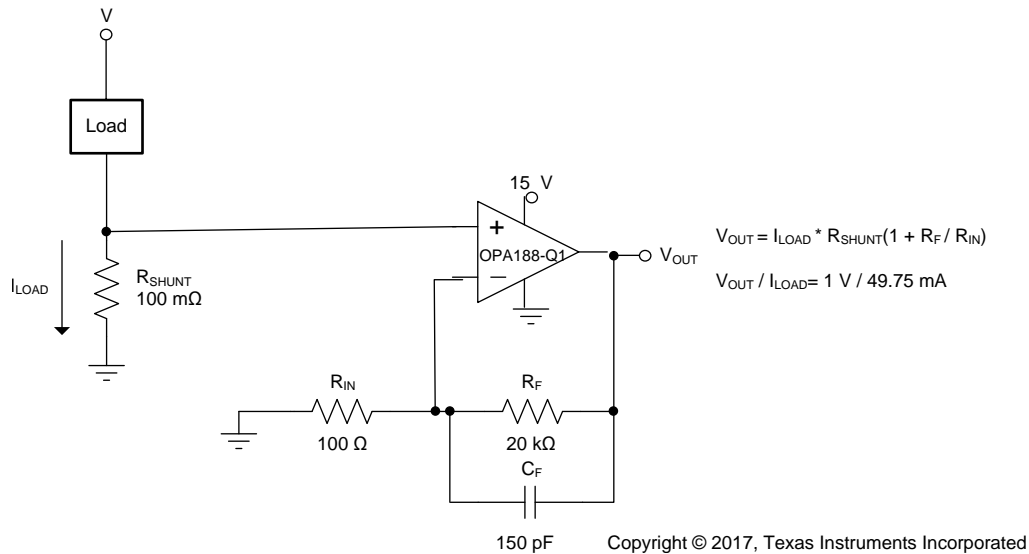 V
Load
15 V
+
OPA188-Q1
–
V_OUT
V_OUT = I_LOAD * R_SHUNT(1 + R_F / R_IN)
V_OUT / I_LOAD= 1 V / 49.75 mA
I_LOAD
R_SHUNT
100 mΩ
R_IN
100 Ω
R_F
20 kΩ
C_F
150 pF
Copyright © 2017, Texas Instruments Incorporated